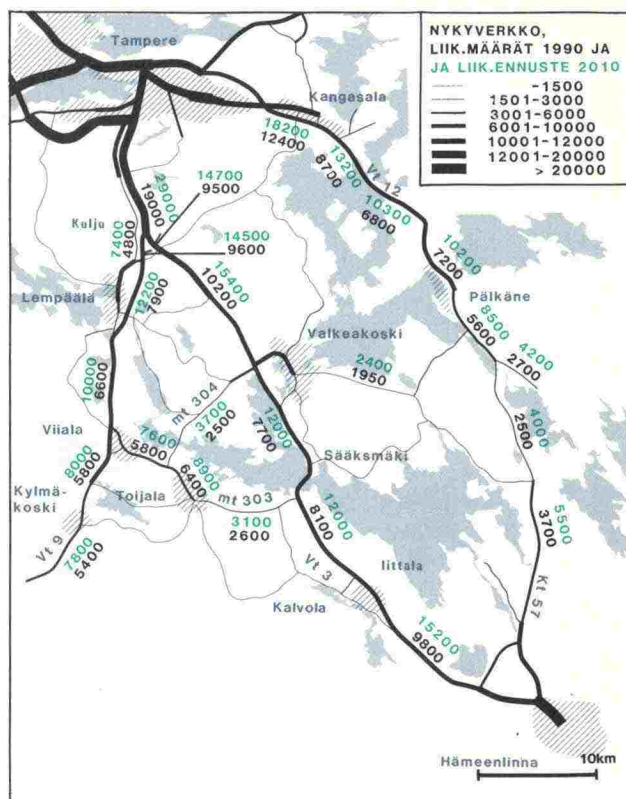 NYKYVERKKO,
LIIK.MÄÄRÄT 1990 JA
JA LIIK.ENNUSTE 2010
-1500
1501-3000
3001-6000
6001-10000
10001-12000
12001-20000
> 20000
Tampere
Kangasala
18200
12400
13200
8700
Vt 12
10300
6800
14700
9500
29000
19000
Kulju
7400
4800
14500
9600
15400
10200
10200
7200
Lempäälä
12200
7900
Pälkäne
8500
5600
4200
2700
Valkeakoski
2400
1950
10000
6600
mt 304
3700
2500
12000
7700
4000
2500
Viiala
7600
5800
Sääksmäki
8000
5800
8900
6400
Kylmä-
koski
Toijala
mt 303
3100
2600
12000
8100
5500
3700
Vt 9
7800
5400
Vt 3
Iittala
Kt 57
Kalvola
15200
9800
Hämeenlinna
10km